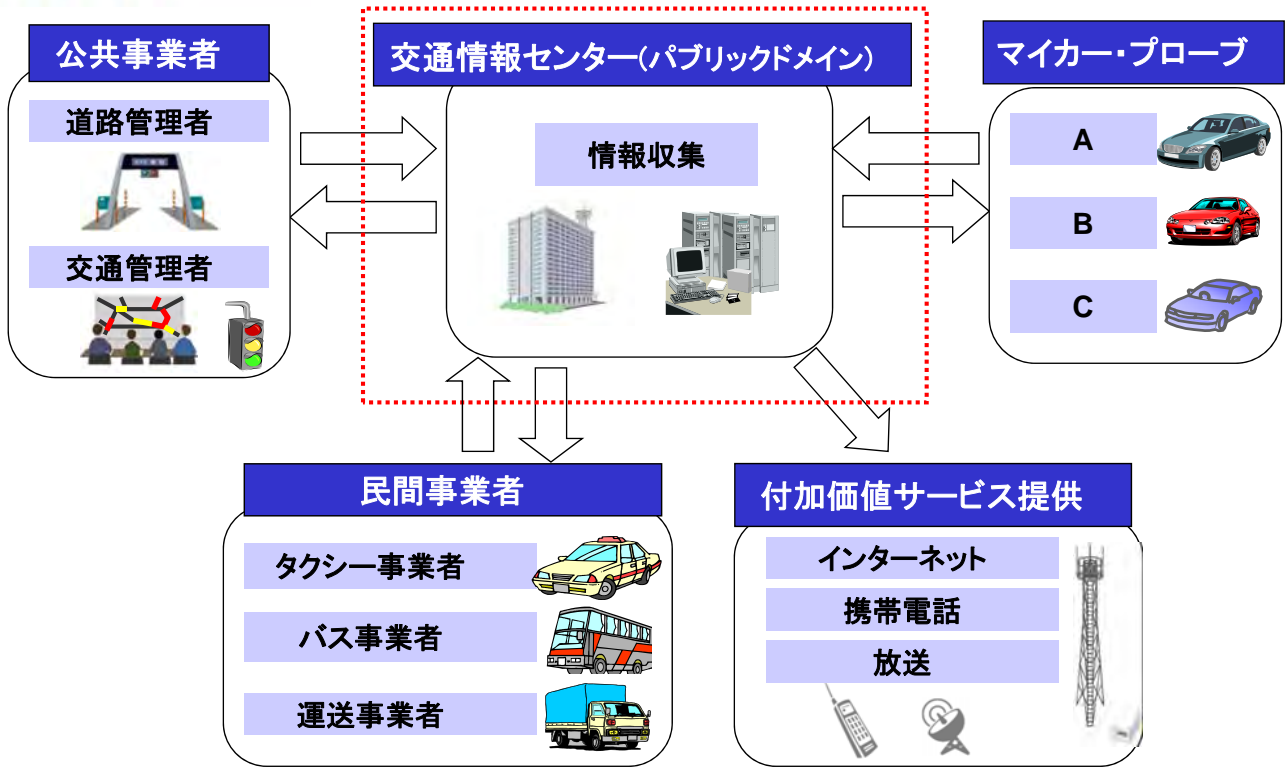 公共事業者
道路管理者
交通管理者
交通情報センター(パブリックドメイン)
情報収集
マイカー・プローブ
A
B
C
民間事業者
タクシー事業者
バス事業者
運送事業者
付加価値サービス提供
インターネット
携帯電話
放送